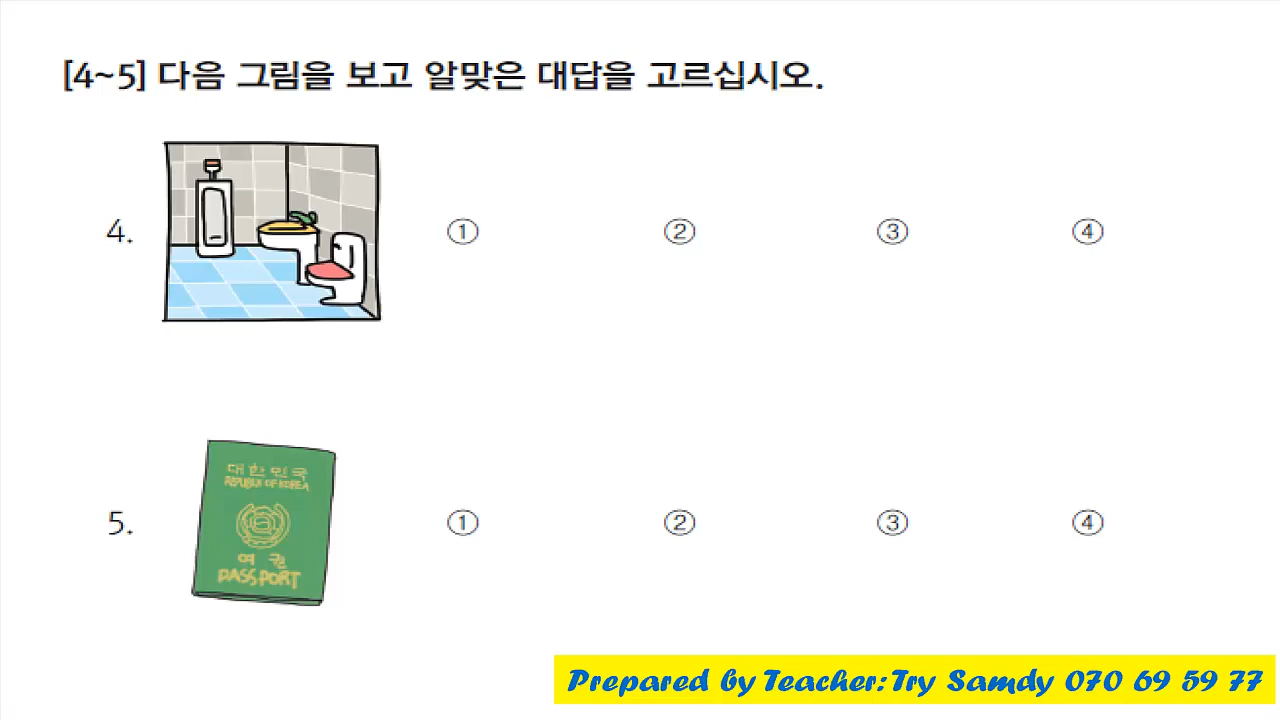 [4~5] 다음 그림을 보고 알맞은 대답을 고르십시오.
4. ① ② ③ ④
5. ① ② ③ ④
대한민국
REPUBLIC OF KOREA
여권
PASSPORT
Prepared by Teacher: Try Samdy 070 69 59 77